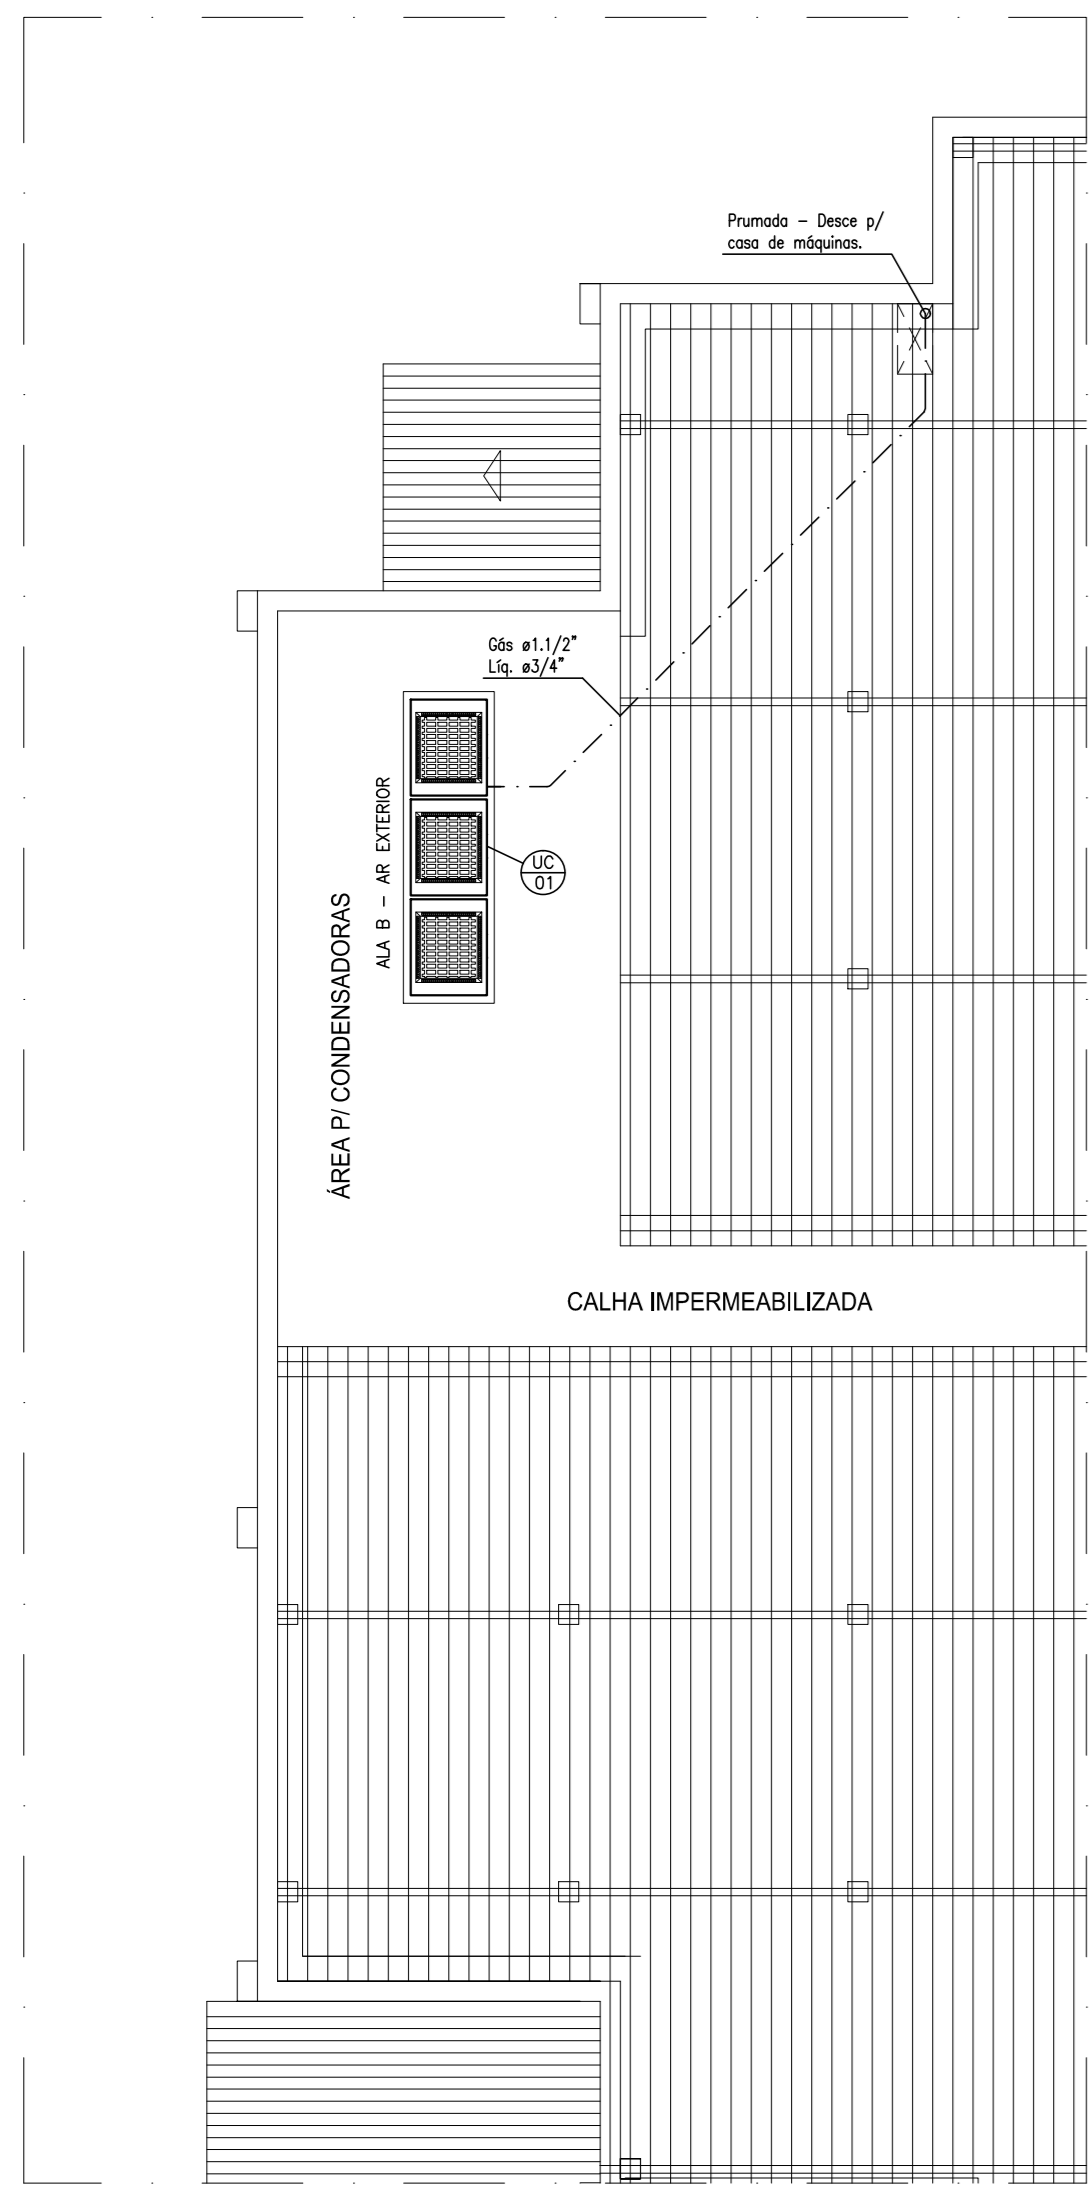 Prumada - Desce p/
casa de máquinas.
Gás ø1.1/2"
Líq. ø3/4"
ÁREA P/ CONDENSADORAS
ALA B - AR EXTERIOR
UC
01
CALHA IMPERMEABILIZADA